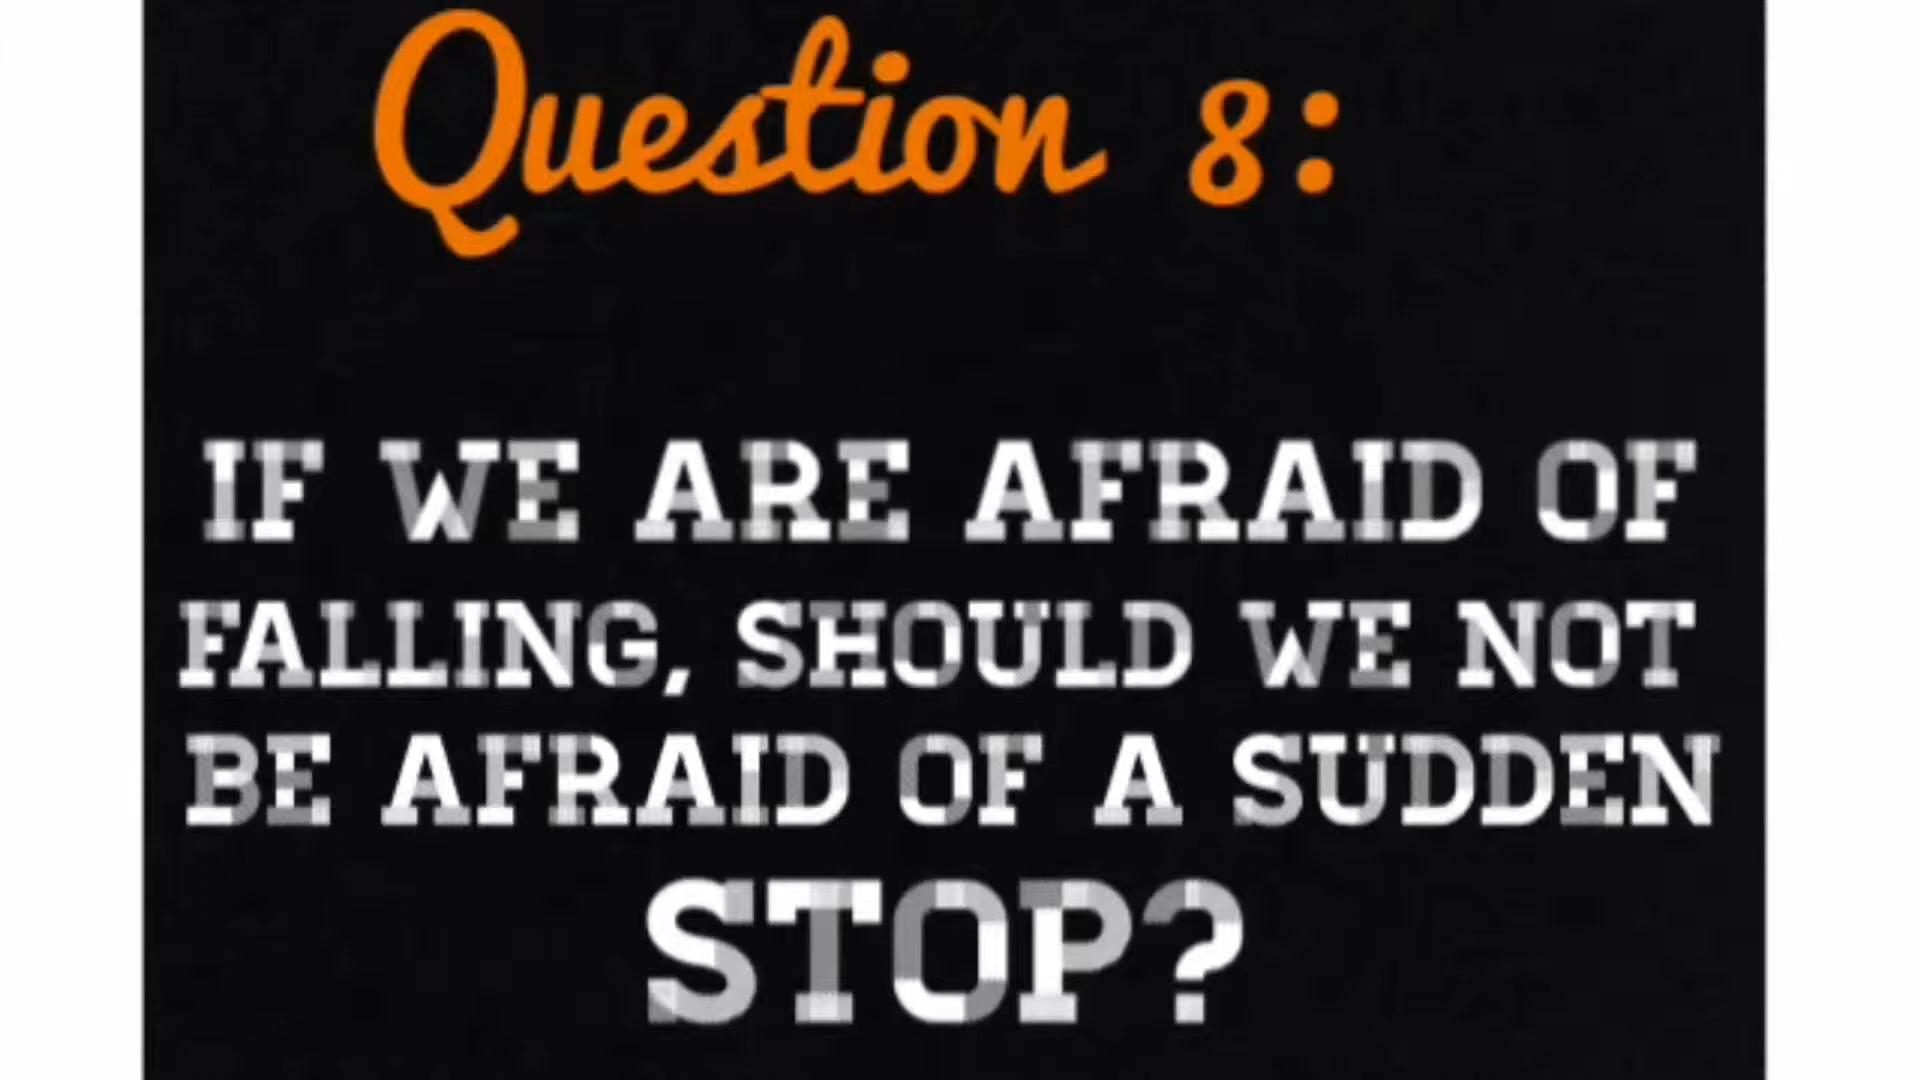 Question 8:
IF WE ARE AFRAID OF
FALLING, SHOULD WE NOT
BE AFRAID OF A SUDDEN
STOP?